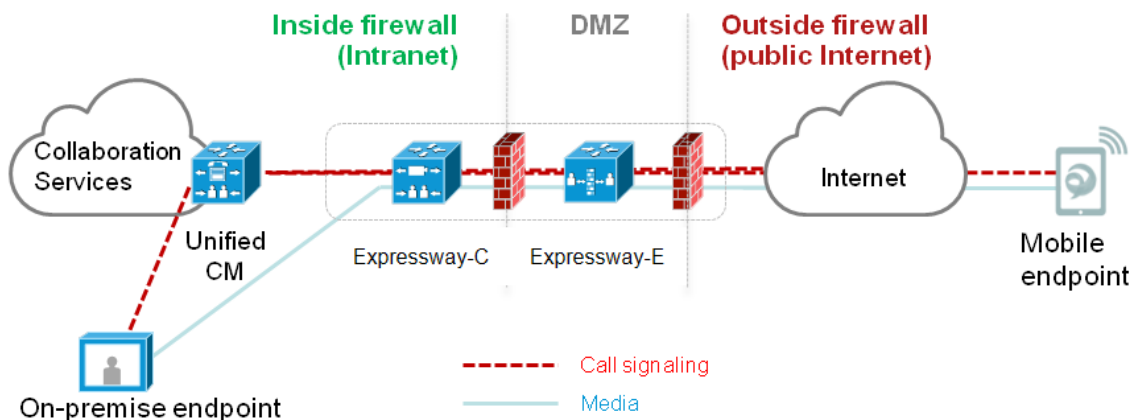 Inside firewall
(Intranet)
DMZ
Outside firewall
(public Internet)
Collaboration
Services
Internet
Unified
CM
Expressway-C
Expressway-E
Mobile
endpoint
On-premise endpoint
Call signaling
Media